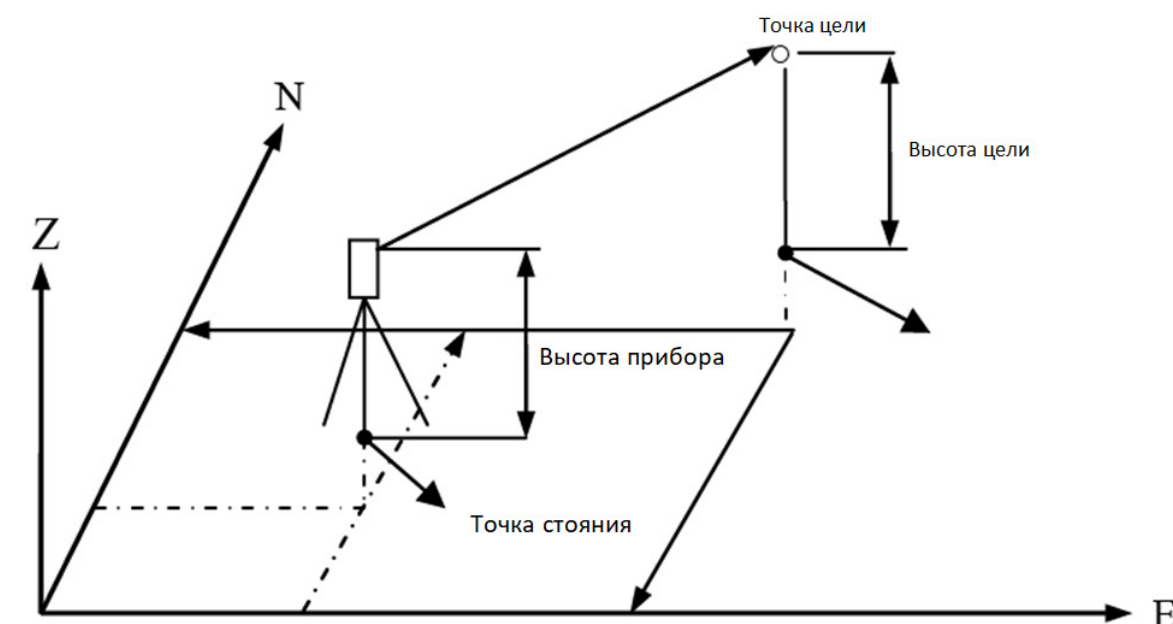 Точка цели
N
Высота цели
Z
Высота прибора
Точка стояния
E